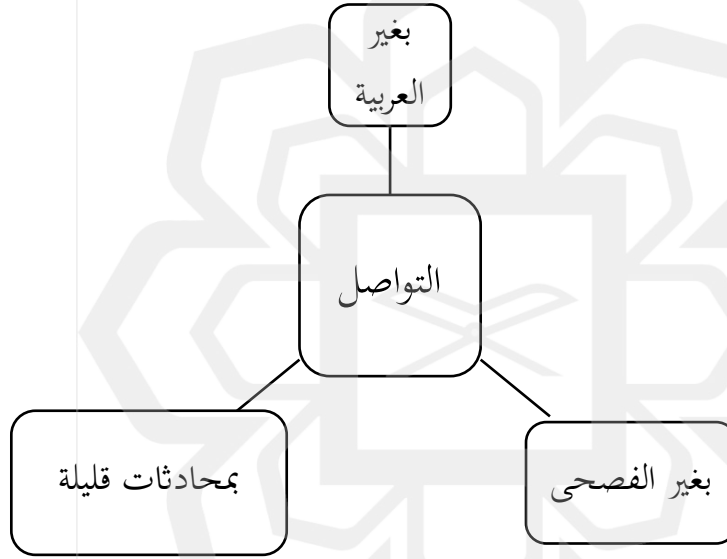 بغير
العربية
التواصل
بغير الفصحى
بمحادثات قليلة